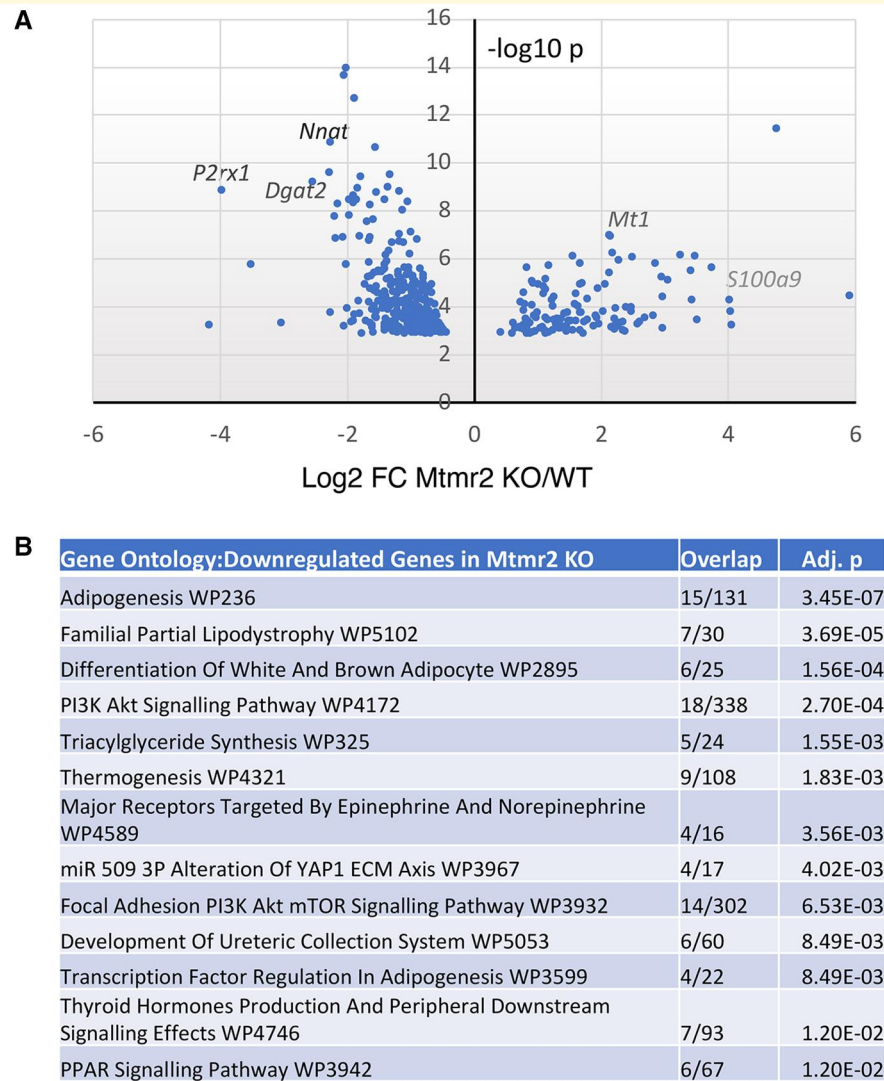 A
16
-log10 p
14
12
Nnat
10
P2rx1
Dgat2
8
Mt1
6
S100a9
4
2
0
-6 -4 -2 0 2 4 6
Log2 FC Mtmr2 KO/WT
B
Gene Ontology:Downregulated Genes in Mtmr2 KO Overlap Adj. p
Adipogenesis WP236 15/131 3.45E-07
Familial Partial Lipodystrophy WP5102 7/30 3.69E-05
Differentiation Of White And Brown Adipocyte WP2895 6/25 1.56E-04
PI3K Akt Signalling Pathway WP4172 18/338 2.70E-04
Triacylglyceride Synthesis WP325 5/24 1.55E-03
Thermogenesis WP4321 9/108 1.83E-03
Major Receptors Targeted By Epinephrine And Norepinephrine
WP4589 4/16 3.56E-03
miR 509 3P Alteration Of YAP1 ECM Axis WP3967 4/17 4.02E-03
Focal Adhesion PI3K Akt mTOR Signalling Pathway WP3932 14/302 6.53E-03
Development Of Ureteric Collection System WP5053 6/60 8.49E-03
Transcription Factor Regulation In Adipogenesis WP3599 4/22 8.49E-03
Thyroid Hormones Production And Peripheral Downstream
Signalling Effects WP4746 7/93 1.20E-02
PPAR Signalling Pathway WP3942 6/67 1.20E-02